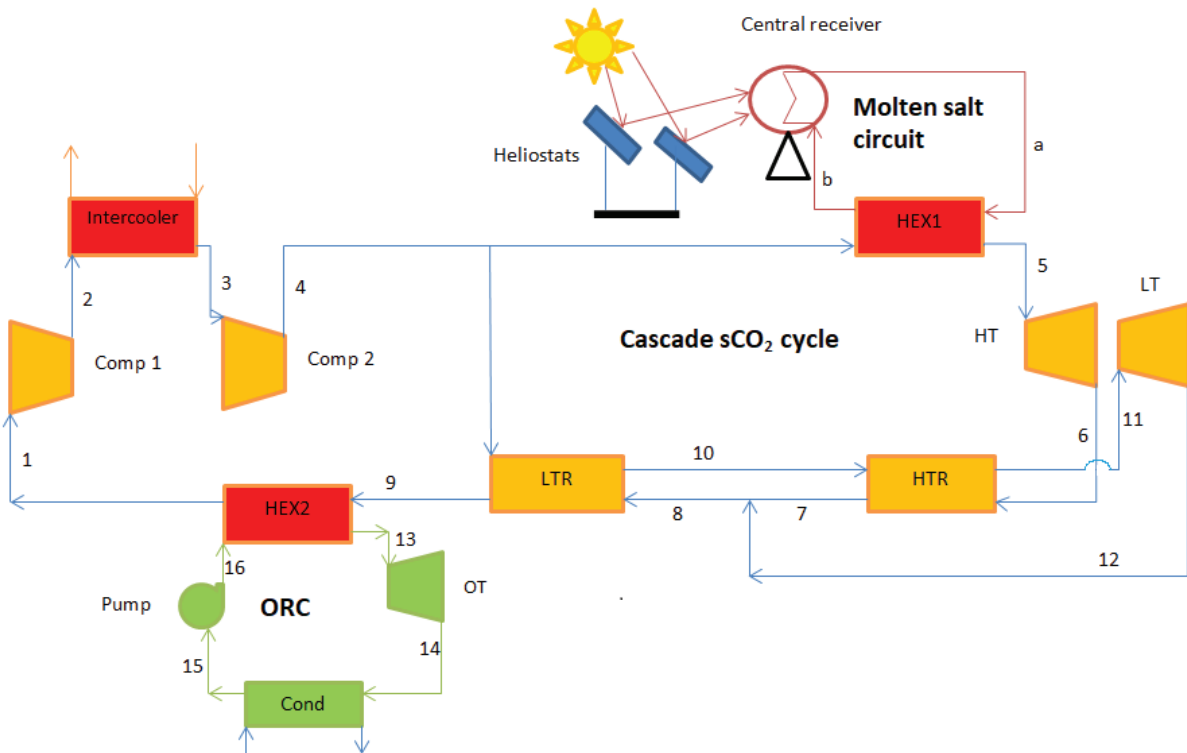 Central receiver
Molten salt
circuit
Heliostats
a
b
Intercooler
HEX1
2
3
4
5
LT
Comp 1
Comp 2
Cascade sCO₂ cycle
HT
1
6
11
LTR
10
HTR
9
8
7
HEX2
13
12
16
Pump
ORC
OT
15
14
Cond
.